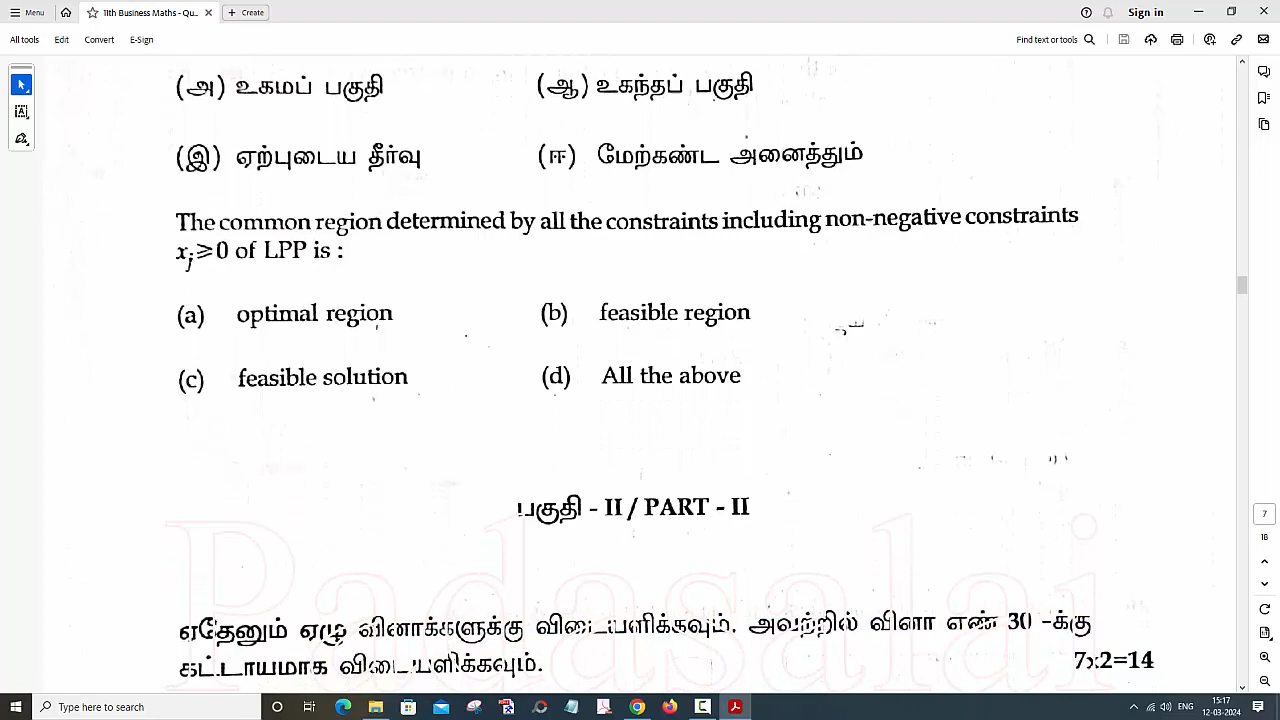 Menu
11th Business Maths - Qu...
Create
Sign in
All tools
Edit
Convert
E-Sign
Find text or tools
(அ) உகமப் பகுதி
(ஆ) உகந்தப் பகுதி
(இ) ஏற்புடைய தீர்வு
(ஈ) மேற்கண்ட அனைத்தும்
The common region determined by all the constraints including non-negative constraints
xj⩾0 of LPP is :
(a) optimal region
(b) feasible region
(c) feasible solution
(d) All the above
பகுதி - II / PART - II
Padasalai
ஏதேனும் ஏழு வினாக்களுக்கு விடையளிக்கவும். அவற்றில் வினா எண் 30 -க்கு
கட்டாயமாக விடையளிக்கவும்.
7x2=14
7
18
Type here to search
ENG
15:17
12-03-2024